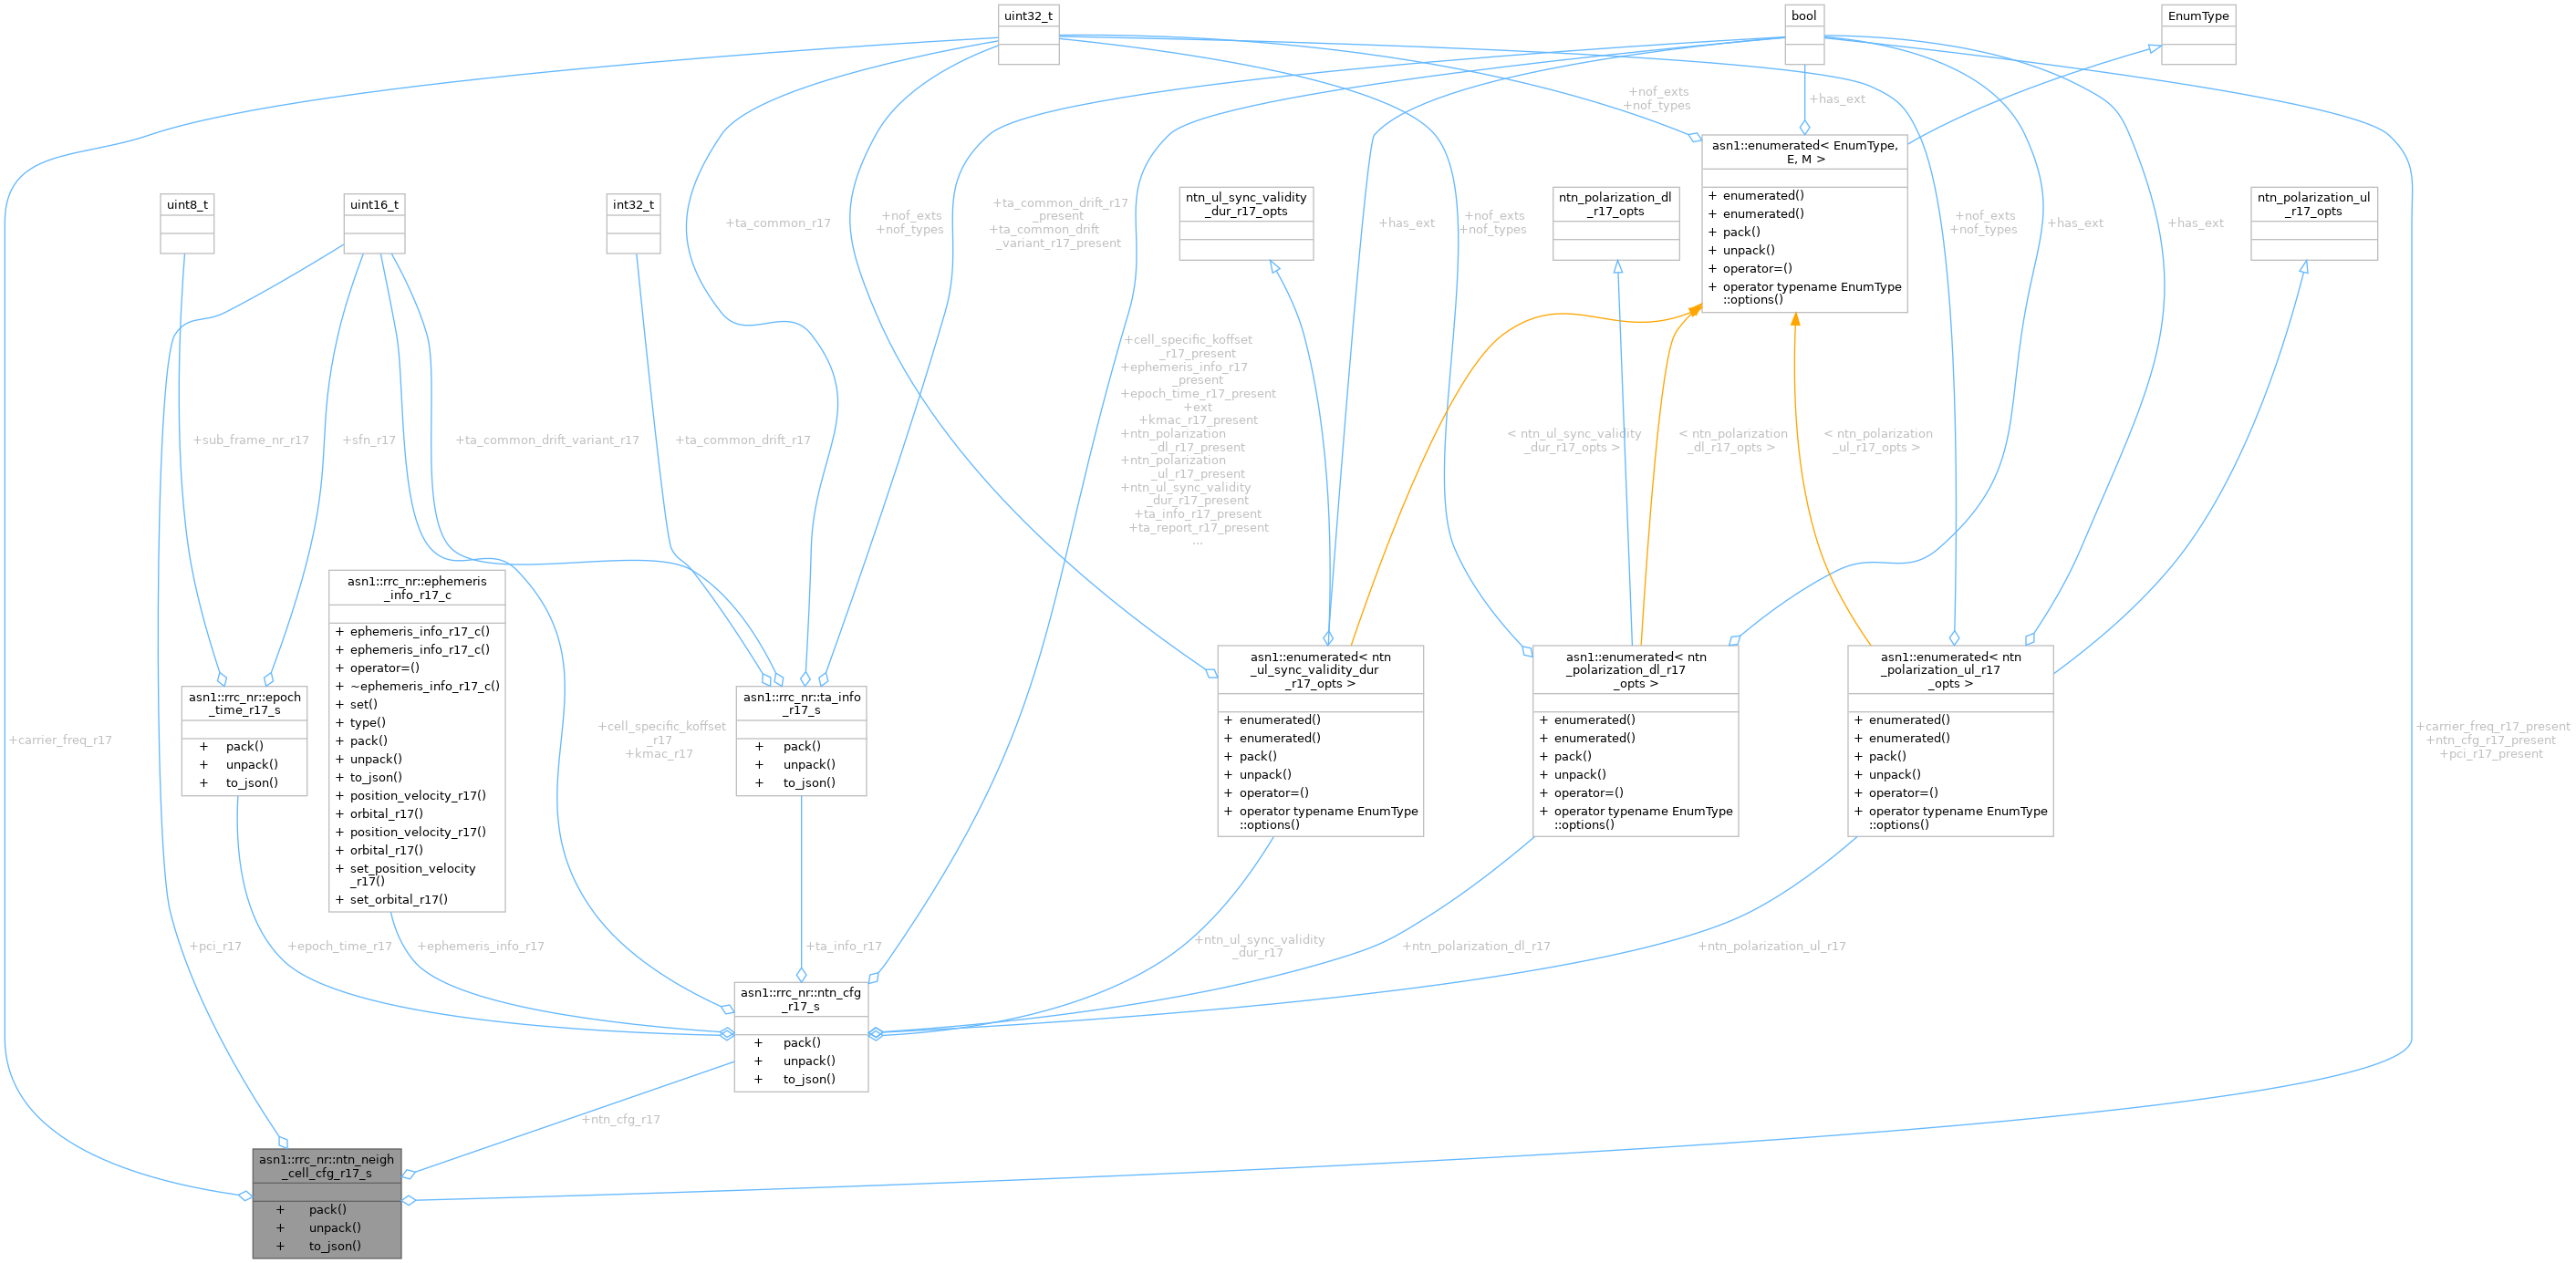 uint32_t
bool
EnumType
+nof_exts
+nof_types
+has_ext
asn1::enumerated< EnumType,
E, M >
+ enumerated()
+ enumerated()
+ pack()
+ unpack()
+ operator=()
+ operator typename EnumType
::options()
uint8_t
uint16_t
int32_t
+ta_common_r17
+nof_exts
+nof_types
+ta_common_drift_r17
_present
+ta_common_drift
_variant_r17_present
ntn_ul_sync_validity
_dur_r17_opts
+has_ext
+nof_exts
+nof_types
ntn_polarization_dl
_r17_opts
+nof_exts
+nof_types
+has_ext
+has_ext
ntn_polarization_ul
_r17_opts
+cell_specific_koffset
_r17_present
+ephemeris_info_r17
_present
+epoch_time_r17_present
+ext
+kmac_r17_present
+ntn_polarization
_dl_r17_present
+ntn_polarization
_ul_r17_present
+ntn_ul_sync_validity
_dur_r17_present
+ta_info_r17_present
+ta_report_r17_present
...
+sub_frame_nr_r17
+sfn_r17
+ta_common_drift_variant_r17
+ta_common_drift_r17
< ntn_ul_sync_validity
_dur_r17_opts >
< ntn_polarization
_dl_r17_opts >
< ntn_polarization
_ul_r17_opts >
asn1::rrc_nr::ephemeris
_info_r17_c
+ ephemeris_info_r17_c()
+ ephemeris_info_r17_c()
+ operator=()
+ ~ephemeris_info_r17_c()
+ set()
+ type()
+ pack()
+ unpack()
+ to_json()
+ position_velocity_r17()
+ orbital_r17()
+ position_velocity_r17()
+ orbital_r17()
+ set_position_velocity
_r17()
+ set_orbital_r17()
asn1::rrc_nr::epoch
_time_r17_s
+ pack()
+ unpack()
+ to_json()
asn1::rrc_nr::ta_info
_r17_s
+ pack()
+ unpack()
+ to_json()
asn1::enumerated< ntn
_ul_sync_validity_dur
_r17_opts >
+ enumerated()
+ enumerated()
+ pack()
+ unpack()
+ operator=()
+ operator typename EnumType
::options()
asn1::enumerated< ntn
_polarization_dl_r17
_opts >
+ enumerated()
+ enumerated()
+ pack()
+ unpack()
+ operator=()
+ operator typename EnumType
::options()
asn1::enumerated< ntn
_polarization_ul_r17
_opts >
+ enumerated()
+ enumerated()
+ pack()
+ unpack()
+ operator=()
+ operator typename EnumType
::options()
+carrier_freq_r17
+cell_specific_koffset
_r17
+kmac_r17
+carrier_freq_r17_present
+ntn_cfg_r17_present
+pci_r17_present
+pci_r17
+epoch_time_r17
+ephemeris_info_r17
+ta_info_r17
+ntn_ul_sync_validity
_dur_r17
+ntn_polarization_dl_r17
+ntn_polarization_ul_r17
asn1::rrc_nr::ntn_cfg
_r17_s
+ pack()
+ unpack()
+ to_json()
+ntn_cfg_r17
asn1::rrc_nr::ntn_neigh
_cell_cfg_r17_s
+ pack()
+ unpack()
+ to_json()